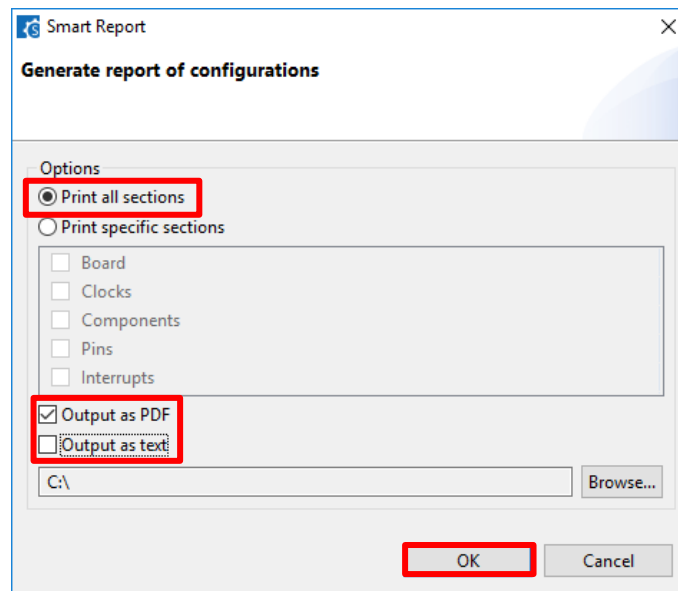 Smart Report
Generate report of configurations
Options
Print all sections
Print specific sections
Board
Clocks
Components
Pins
Interrupts
Output as PDF
Output as text
C:\ Browse...
OK Cancel